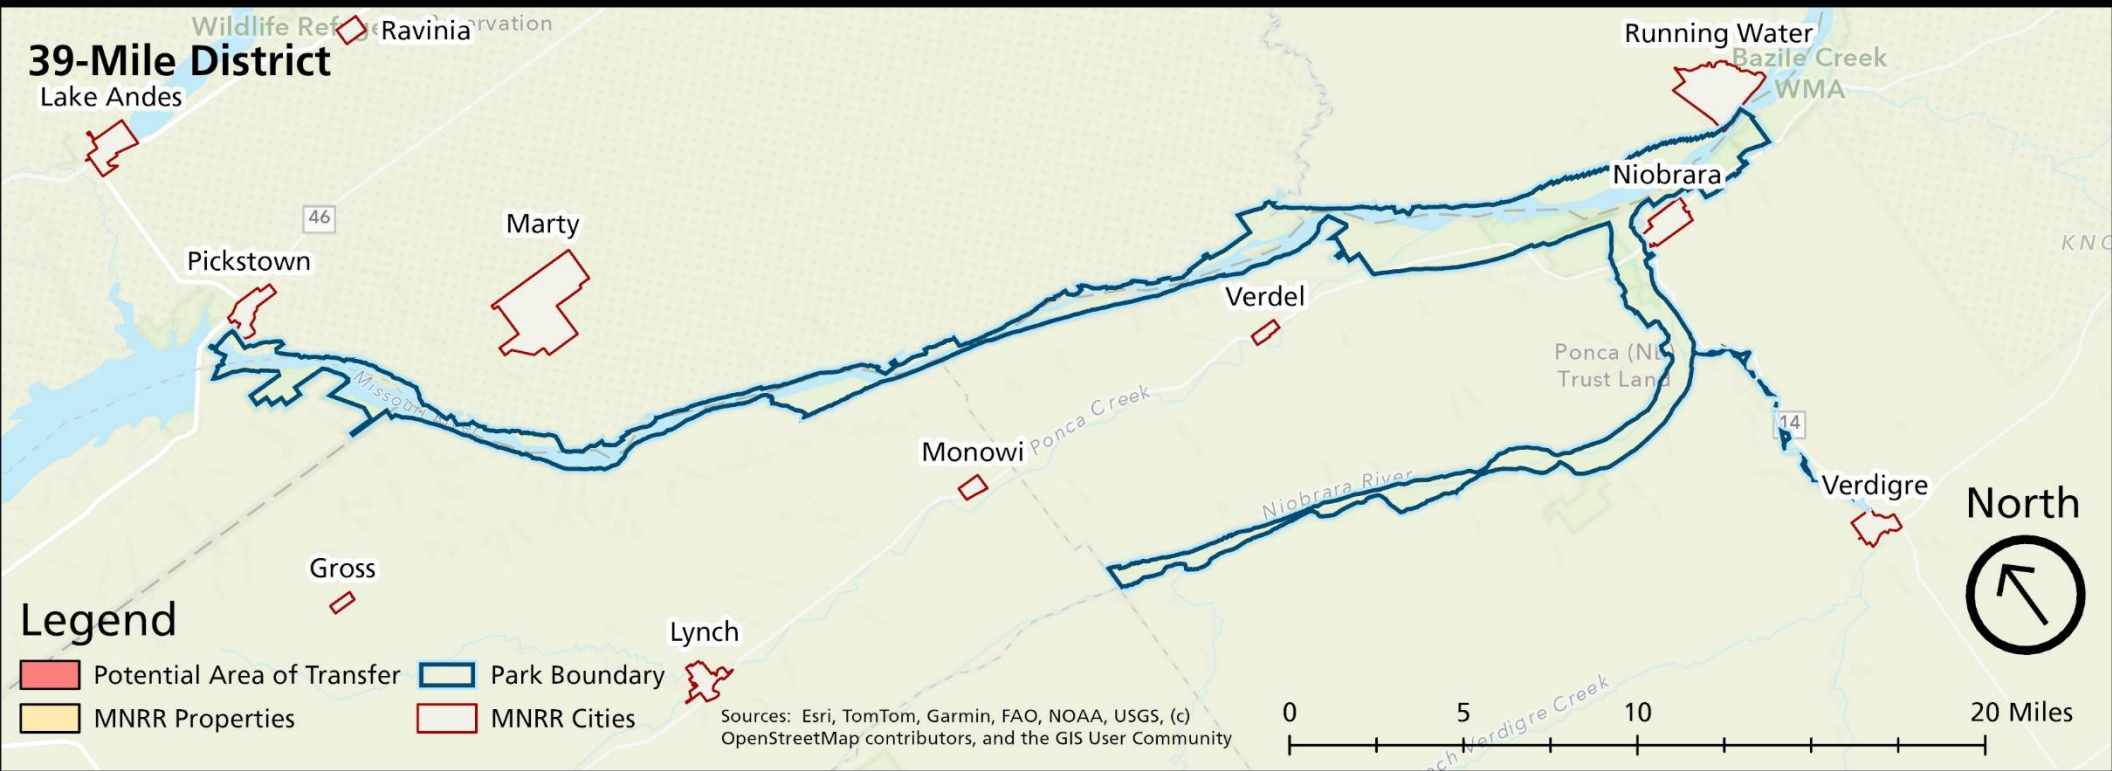 Wildlife Refuge
Ravinia
39-Mile District
Lake Andes
46
Pickstown
Marty
Missouri River
Running Water
Bazile Creek
WMA
Niobrara
KNO
Verdel
Ponca (NE)
Trust Land
Ponca Creek
Monowi
Niobrara River
14
Verdigre
North
Gross
Lynch
Legend
Potential Area of Transfer
Park Boundary
MNRR Properties
MNRR Cities
Sources: Esri, TomTom, Garmin, FAO, NOAA, USGS, (c)
OpenStreetMap contributors, and the GIS User Community
Verdigre Creek
0 5 10 20 Miles